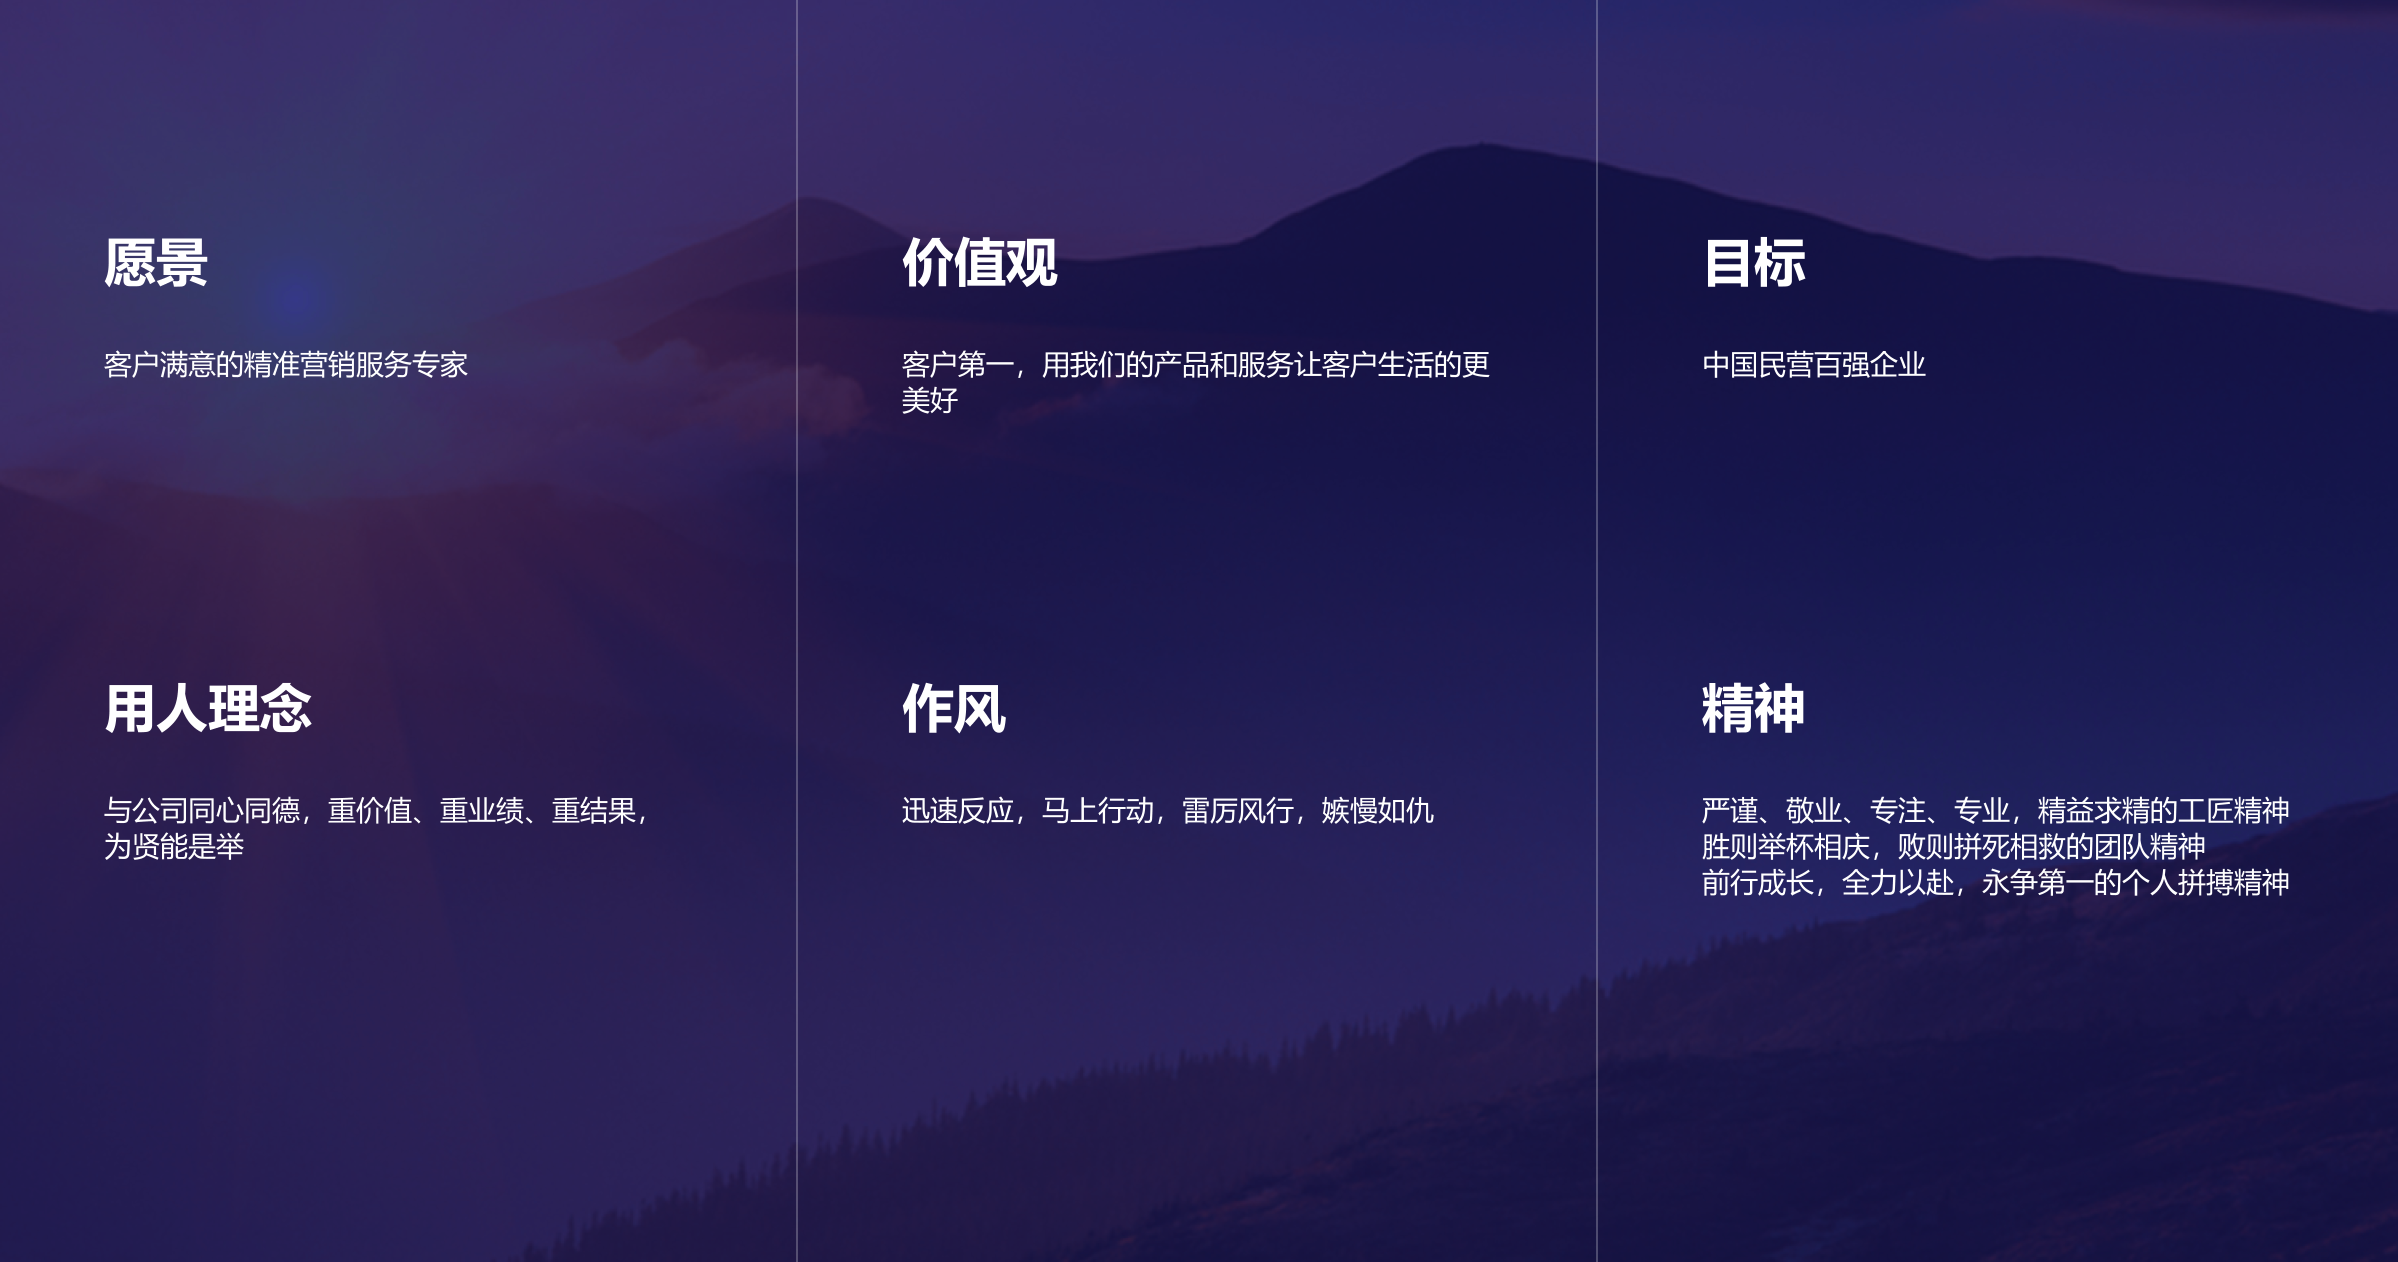 愿景
客户满意的精准营销服务专家
价值观
客户第一，用我们的产品和服务让客户生活的更
美好
目标
中国民营百强企业
用人理念
与公司同心同德，重价值、重业绩、重结果，
为贤能是举
作风
迅速反应，马上行动，雷厉风行，嫉慢如仇
精神
严谨、敬业、专注、专业，精益求精的工匠精神
胜则举杯相庆，败则拼死相救的团队精神
前行成长，全力以赴，永争第一的个人拼搏精神